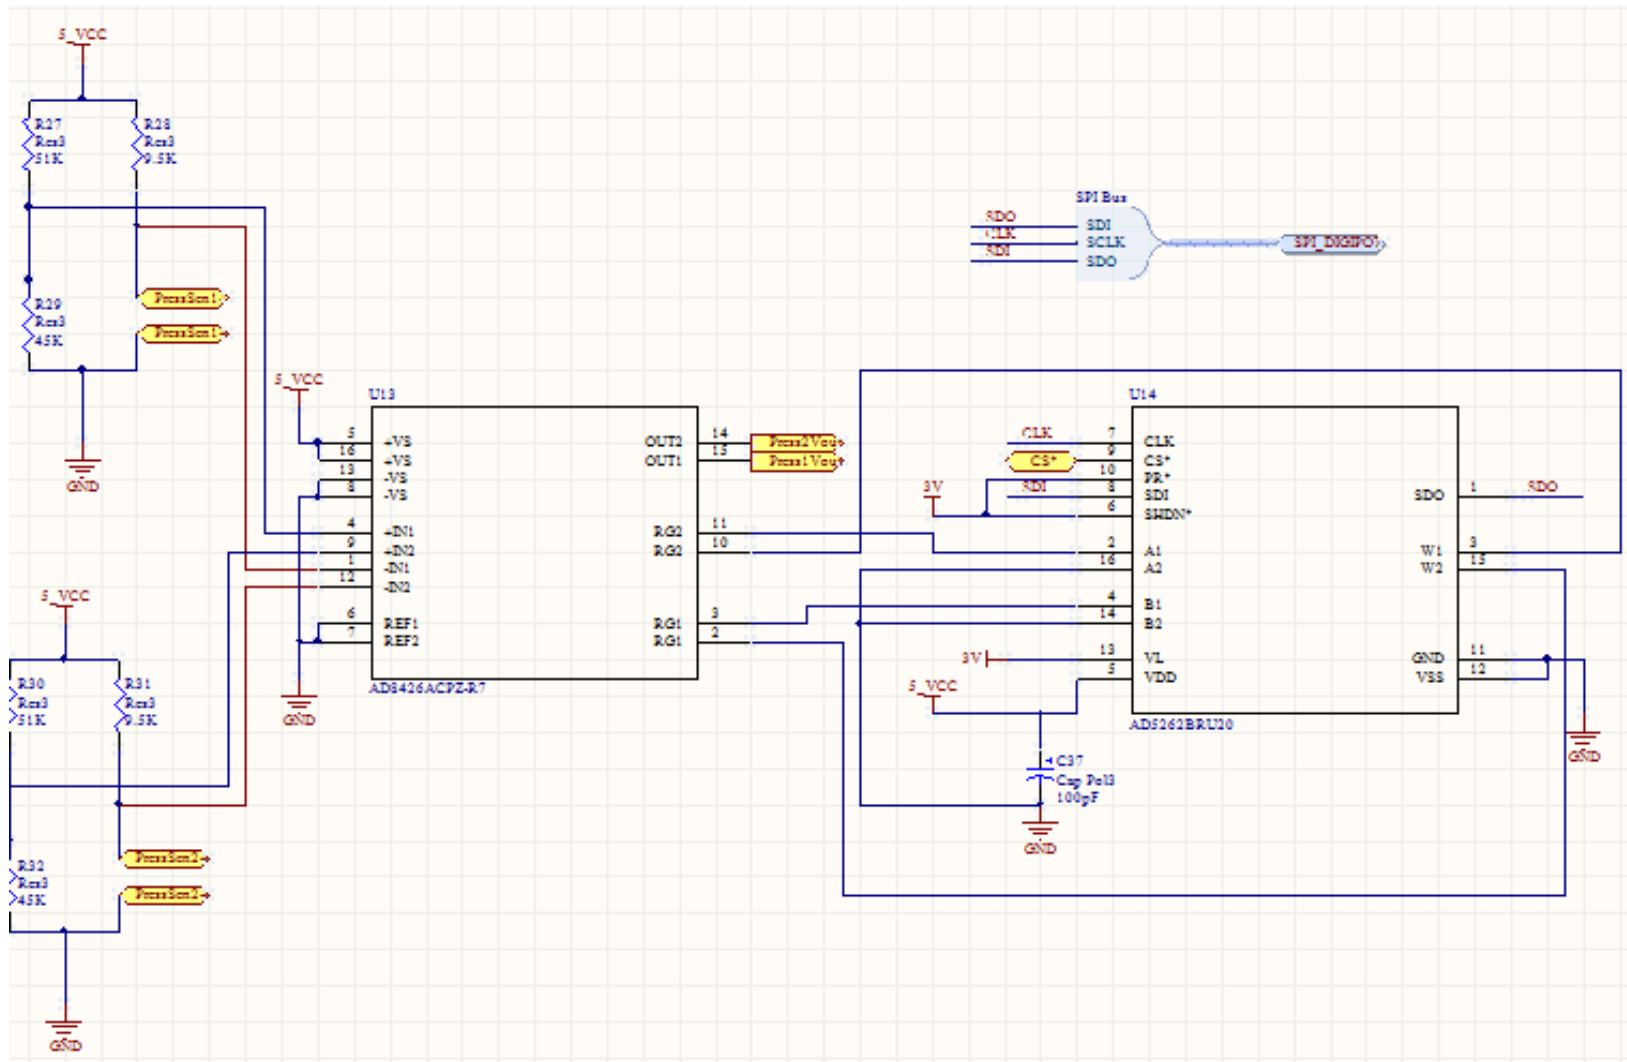 5_VCC
R27
Res3
51K
R28
Res3
9.5K
SPI Bus
SDO
SDI
CLK
SCLK
SPI_DIGIPO
SDI
SDO
PressSen1
R29
Res3
45K
PressSen1
5_VCC
U13
U14
GND
5 +VS
OUT2 14
Press2Vou
CLK 7 CLK
16 +VS
OUT1 15
Press1Vou
CS* 9 CS*
13 -VS
10 PR*
8 -VS
3V
SDI 8 SDI
SDO 1 SDO
6 SHDN*
4 +IN1
RG2 11
9 +IN2
RG2 10
2 A1
W1 3
1 -IN1
16 A2
W2 15
12 -IN2
5_VCC
6 REF1
RG1 3
4 B1
7 REF2
RG1 2
14 B2
3V 13 VL
GND 11
5 VDD
VSS 12
R30
Res3
51K
R31
Res3
9.5K
AD8426ACPZ-R7
5_VCC
GND
AD5262BRU20
GND
C37
Cap Pol3
100pF
GND
PressSen2
R32
Res3
45K
PressSen2
GND